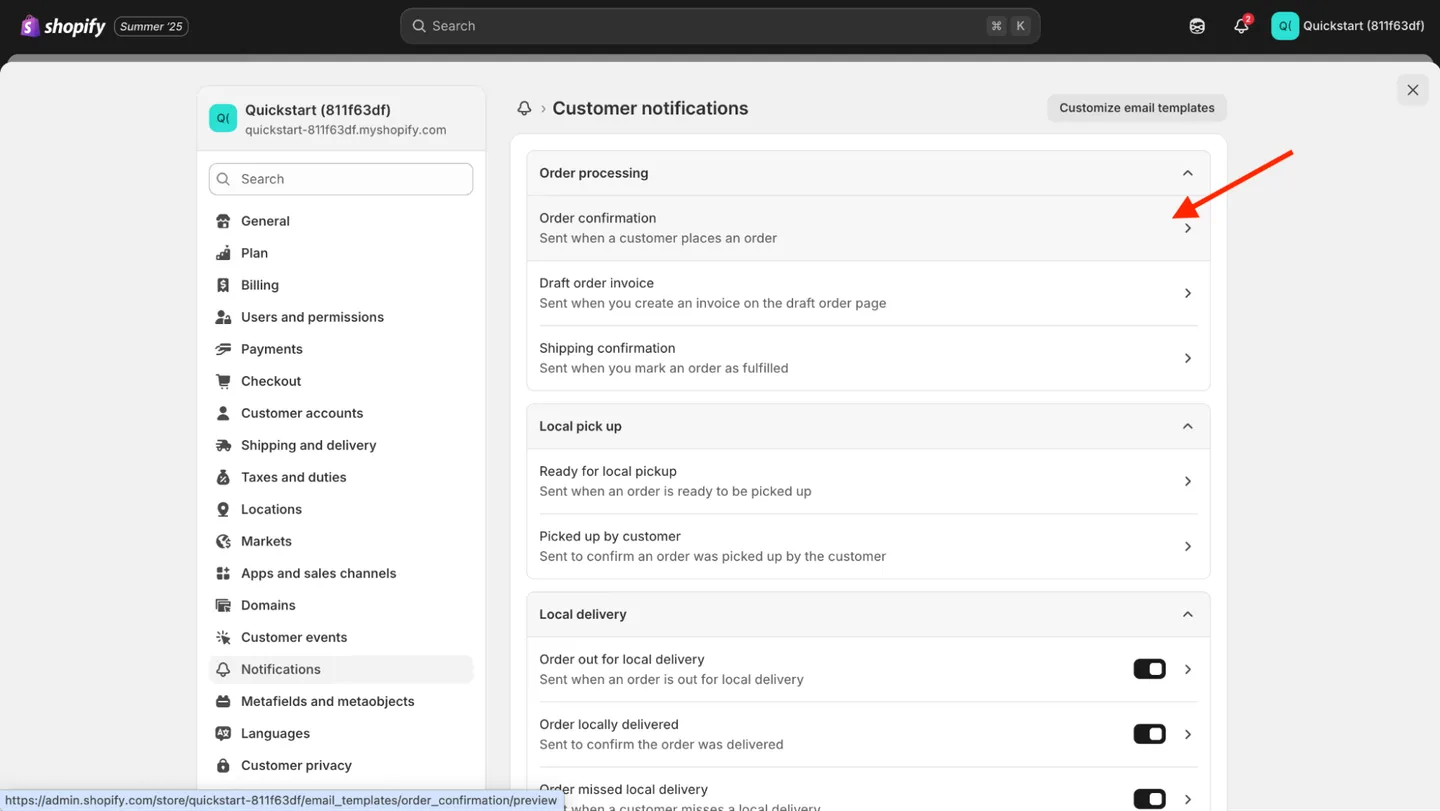 shopify
Summer '25
Search
⌘ K
2
Q(
Quickstart (811f63df)
Q(
Quickstart (811f63df)
quickstart-811f63df.myshopify.com
Search
General
Plan
Billing
Users and permissions
Payments
Checkout
Customer accounts
Shipping and delivery
Taxes and duties
Locations
Markets
Apps and sales channels
Domains
Customer events
Notifications
Metafields and metaobjects
Languages
Customer privacy
https://admin.shopify.com/store/quickstart-811f63df/email_templates/order_confirmation/preview
› Customer notifications
Customize email templates
Order processing
Order confirmation
Sent when a customer places an order
Draft order invoice
Sent when you create an invoice on the draft order page
Shipping confirmation
Sent when you mark an order as fulfilled
Local pick up
Ready for local pickup
Sent when an order is ready to be picked up
Picked up by customer
Sent to confirm an order was picked up by the customer
Local delivery
Order out for local delivery
Sent when an order is out for local delivery
Order locally delivered
Sent to confirm the order was delivered
Order missed local delivery
when a customer misses a local delivery